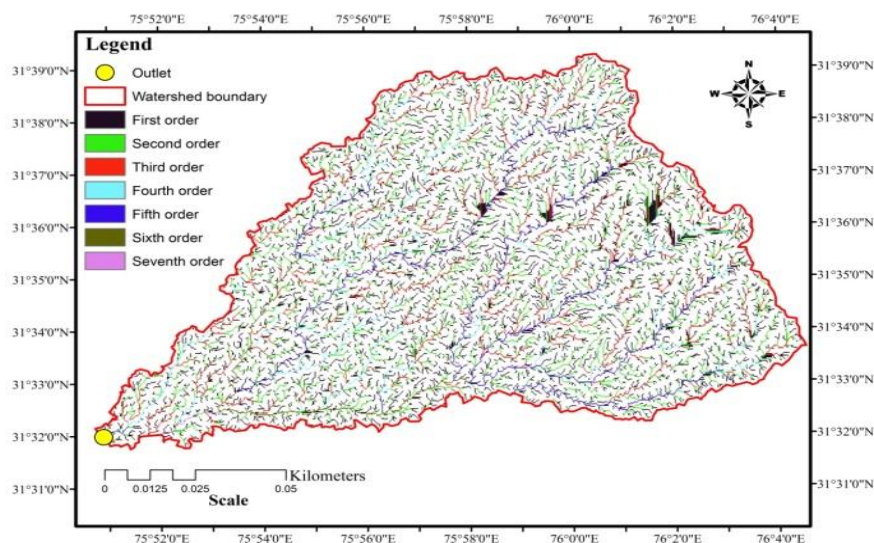 75°52'0"E 75°54'0"E 75°56'0"E 75°58'0"E 76°0'0"E 76°2'0"E 76°4'0"E
Legend
Outlet
Watershed boundary
First order
Second order
Third order
Fourth order
Fifth order
Sixth order
Seventh order
N
W E
S
31°39'0"N 31°39'0"N
31°38'0"N 31°38'0"N
31°37'0"N 31°37'0"N
31°36'0"N 31°36'0"N
31°35'0"N 31°35'0"N
31°34'0"N 31°34'0"N
31°33'0"N 31°33'0"N
31°32'0"N 31°32'0"N
31°31'0"N 31°31'0"N
Kilometers
0 0.0125 0.025 0.05
Scale
75°52'0"E 75°54'0"E 75°56'0"E 75°58'0"E 76°0'0"E 76°2'0"E 76°4'0"E